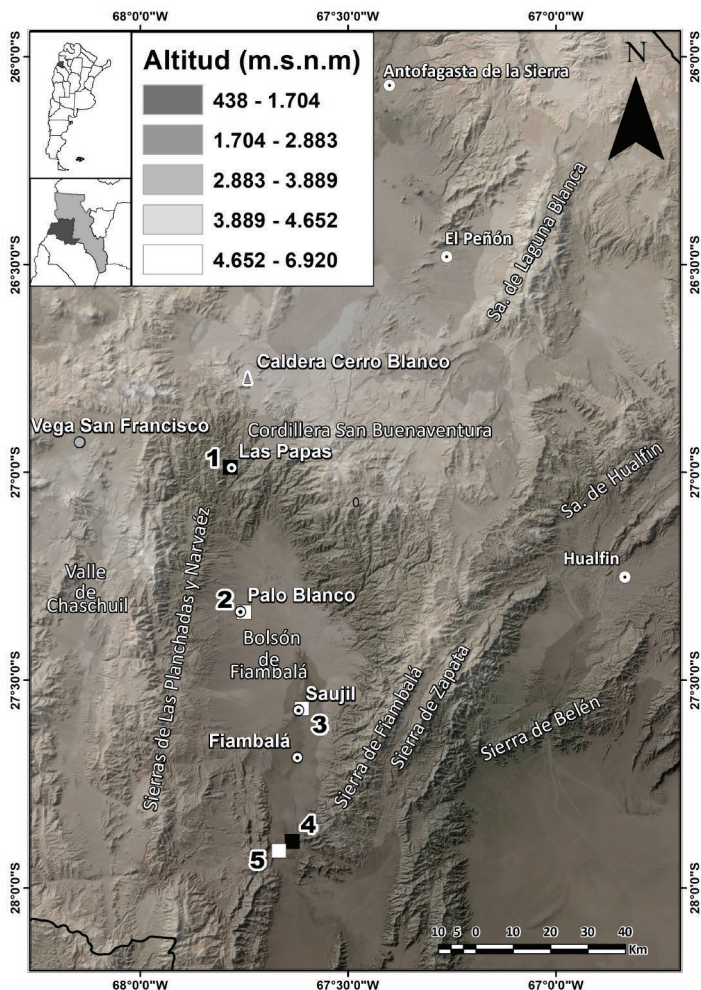 68°0'0"O
67°30'0"O
67°0'0"O
26°0'0"S
26°0'0"S
Altitud (m.s.n.m)
438 - 1.704
1.704 - 2.883
2.883 - 3.889
3.889 - 4.652
4.652 - 6.920
N
Antofagasta de la Sierra
El Peñón
Sa. de Laguna Blanca
26°30'0"S
26°30'0"S
Caldera Cerro Blanco
Vega San Francisco
Cordillera San Buenaventura
1
Las Papas
27°0'0"S
27°0'0"S
Sa. de Hualfin
0
Hualfin
Valle
de
Chaschuil
Sierras de Las Planchadas y Narvaéz
2
Palo Blanco
Bolsón
de
Fiambalá
27°30'0"S
27°30'0"S
Saujil
3
Fiambalá
Sierra de Fiambalá
Sierra de Zapata
Sierra de Belén
4
5
28°0'0"S
28°0'0"S
10 5 0 10 20 30 40
Km
68°0'0"O
67°30'0"O
67°0'0"O